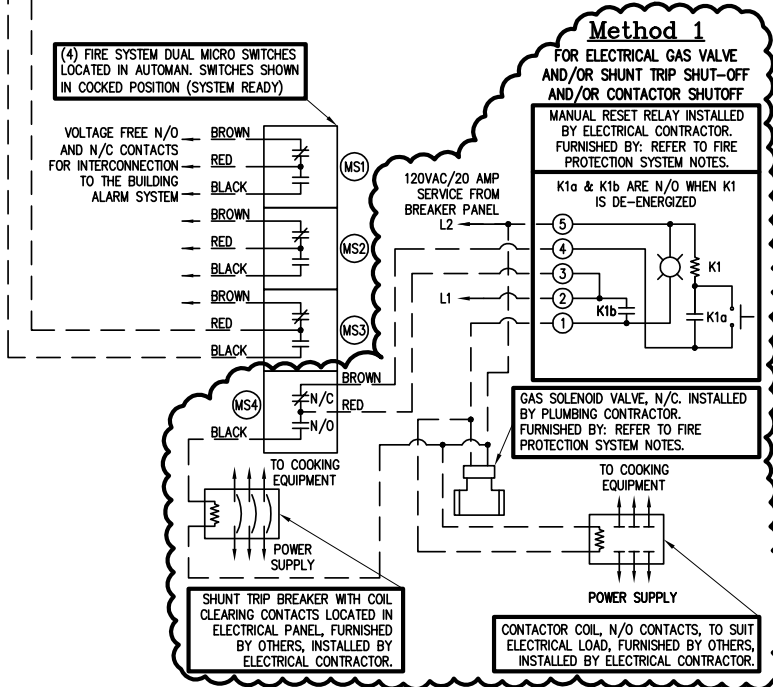 Method 1
FOR ELECTRICAL GAS VALVE
AND/OR SHUNT TRIP SHUT-OFF
AND/OR CONTACTOR SHUTOFF
(4) FIRE SYSTEM DUAL MICRO SWITCHES
LOCATED IN AUTOMAN. SWITCHES SHOWN
IN COCKED POSITION (SYSTEM READY)
MANUAL RESET RELAY INSTALLED
BY ELECTRICAL CONTRACTOR.
FURNISHED BY: REFER TO FIRE
PROTECTION SYSTEM NOTES.
VOLTAGE FREE N/O
AND N/C CONTACTS
FOR INTERCONNECTION
TO THE BUILDING
ALARM SYSTEM
BROWN
RED
BLACK
MS1
BROWN
RED
BLACK
MS2
BROWN
RED
BLACK
MS3
120VAC/20 AMP
SERVICE FROM
BREAKER PANEL
L2
L1
K1a & K1b ARE N/O WHEN K1
IS DE-ENERGIZED
5
4
3
2
1
K1
K1b
K1a
BROWN
MS4
N/C
RED
BLACK
N/O
GAS SOLENOID VALVE, N/C. INSTALLED
BY PLUMBING CONTRACTOR.
FURNISHED BY: REFER TO FIRE
PROTECTION SYSTEM NOTES.
TO COOKING
EQUIPMENT
POWER
SUPPLY
TO COOKING
EQUIPMENT
POWER SUPPLY
SHUNT TRIP BREAKER WITH COIL
CLEARING CONTACTS LOCATED IN
ELECTRICAL PANEL, FURNISHED
BY OTHERS, INSTALLED BY
ELECTRICAL CONTRACTOR.
CONTACTOR COIL, N/O CONTACTS, TO SUIT
ELECTRICAL LOAD, FURNISHED BY OTHERS,
INSTALLED BY ELECTRICAL CONTRACTOR.